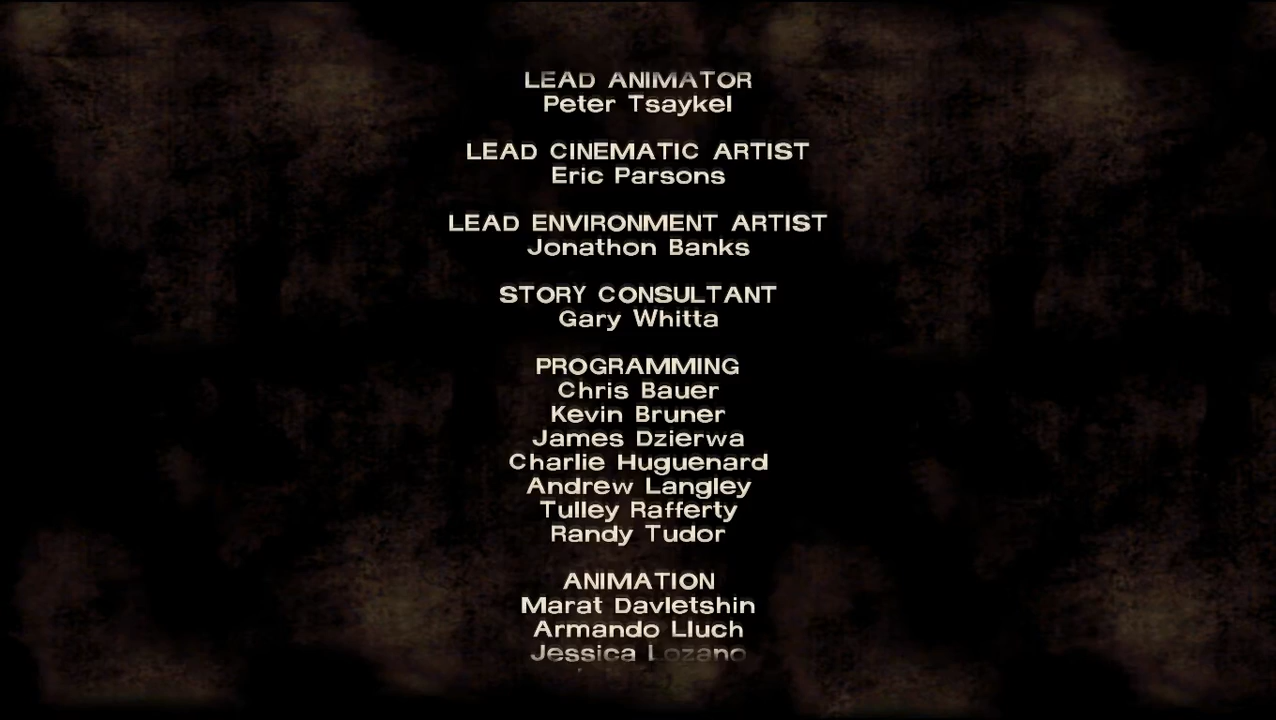 LEAD ANIMATOR
Peter Tsaykel
LEAD CINEMATIC ARTIST
Eric Parsons
LEAD ENVIRONMENT ARTIST
Jonathon Banks
STORY CONSULTANT
Gary Whitta
PROGRAMMING
Chris Bauer
Kevin Bruner
James Dzierwa
Charlie Huguenard
Andrew Langley
Tulley Rafferty
Randy Tudor
ANIMATION
Marat Davletshin
Armando Lluch
Jessica Lozano